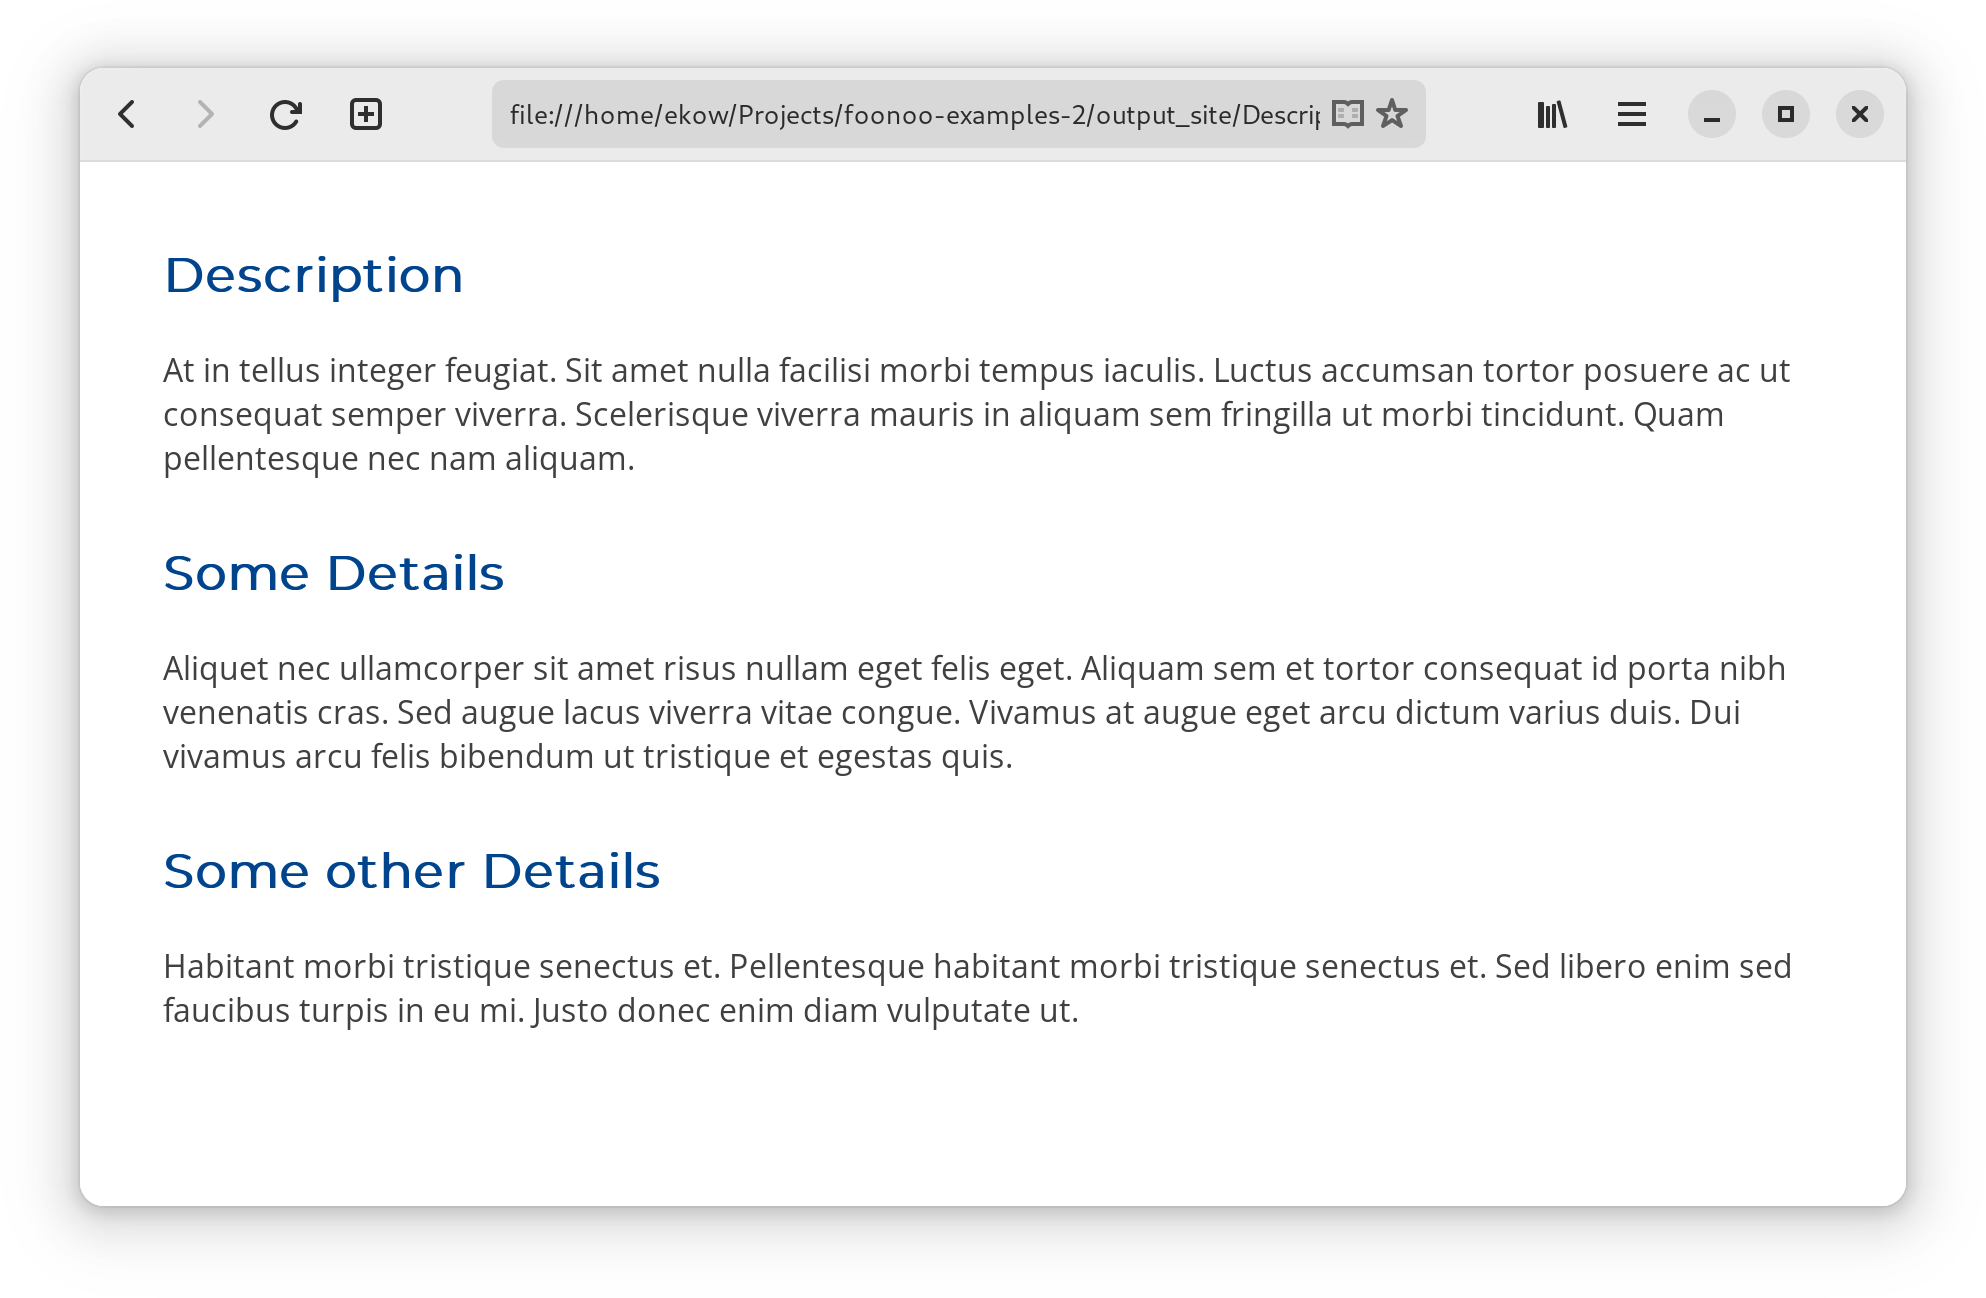 file:///home/ekow/Projects/foonoo-examples-2/output_site/Descrip
Description
At in tellus integer feugiat. Sit amet nulla facilisi morbi tempus iaculis. Luctus accumsan tortor posuere ac ut
consequat semper viverra. Scelerisque viverra mauris in aliquam sem fringilla ut morbi tincidunt. Quam
pellentesque nec nam aliquam.
Some Details
Aliquet nec ullamcorper sit amet risus nullam eget felis eget. Aliquam sem et tortor consequat id porta nibh
venenatis cras. Sed augue lacus viverra vitae congue. Vivamus at augue eget arcu dictum varius duis. Dui
vivamus arcu felis bibendum ut tristique et egestas quis.
Some other Details
Habitant morbi tristique senectus et. Pellentesque habitant morbi tristique senectus et. Sed libero enim sed
faucibus turpis in eu mi. Justo donec enim diam vulputate ut.